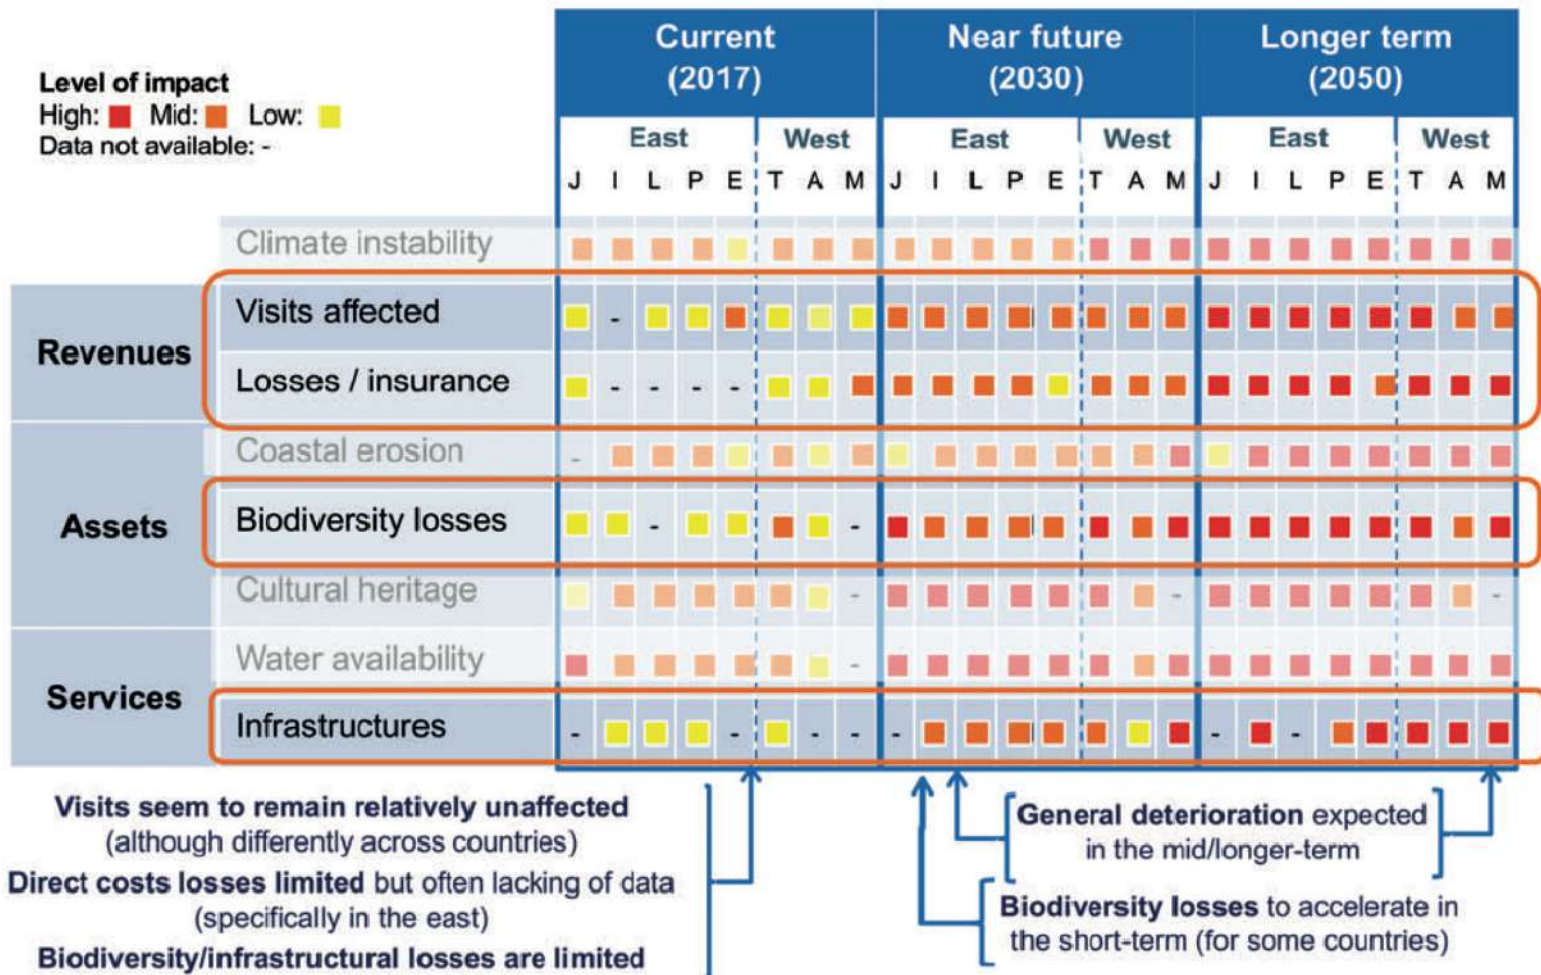 Current
(2017)
Near future
(2030)
Longer term
(2050)
Level of impact
High: Mid: Low:
Data not available: -
East West East West East West
J I L P E T A M J I L P E T A M J I L P E T A M
Climate instability
Revenues
Visits affected
-
Losses / insurance
- - - -
Assets
Coastal erosion
-
Biodiversity losses
- -
Cultural heritage
- - -
Services
Water availability
-
Infrastructures
- - - - - - -
Visits seem to remain relatively unaffected
(although differently across countries)
Direct costs losses limited but often lacking of data
(specifically in the east)
Biodiversity/infrastructural losses are limited
General deterioration expected
in the mid/longer-term
Biodiversity losses to accelerate in
the short-term (for some countries)